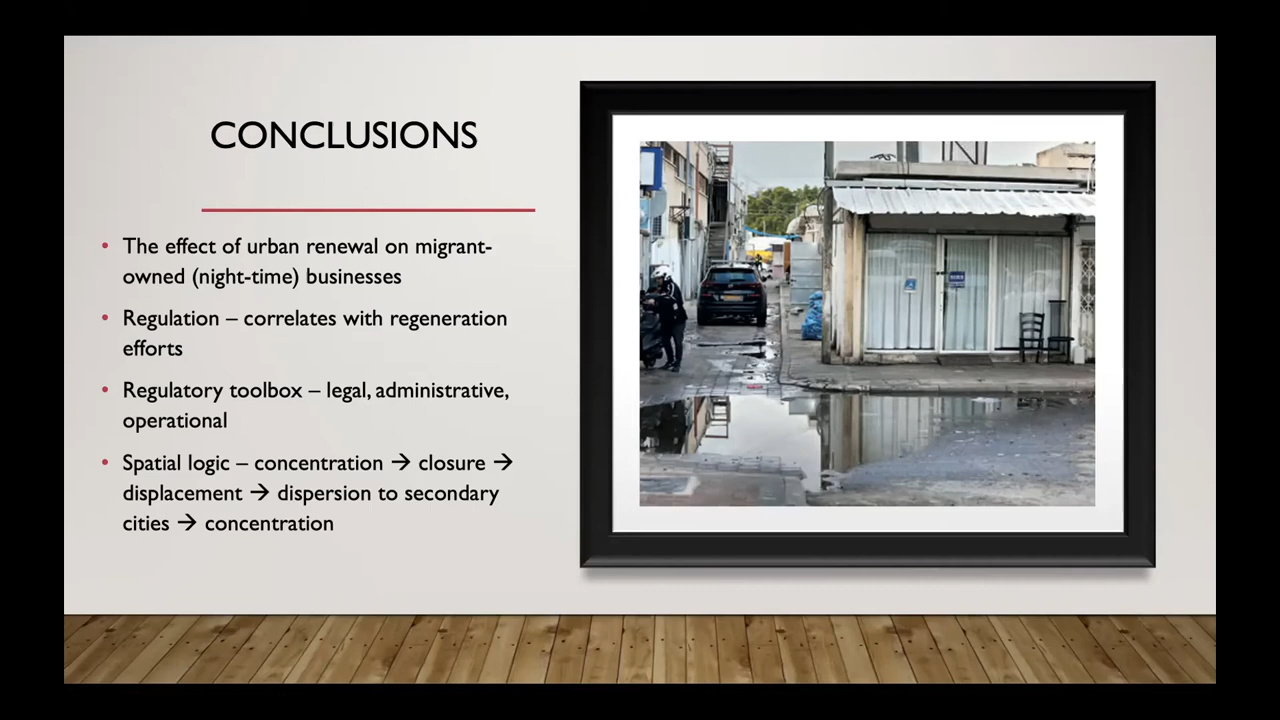 CONCLUSIONS
• The effect of urban renewal on migrant-
owned (night-time) businesses
• Regulation – correlates with regeneration
efforts
• Regulatory toolbox – legal, administrative,
operational
• Spatial logic – concentration → closure →
displacement → dispersion to secondary
cities → concentration